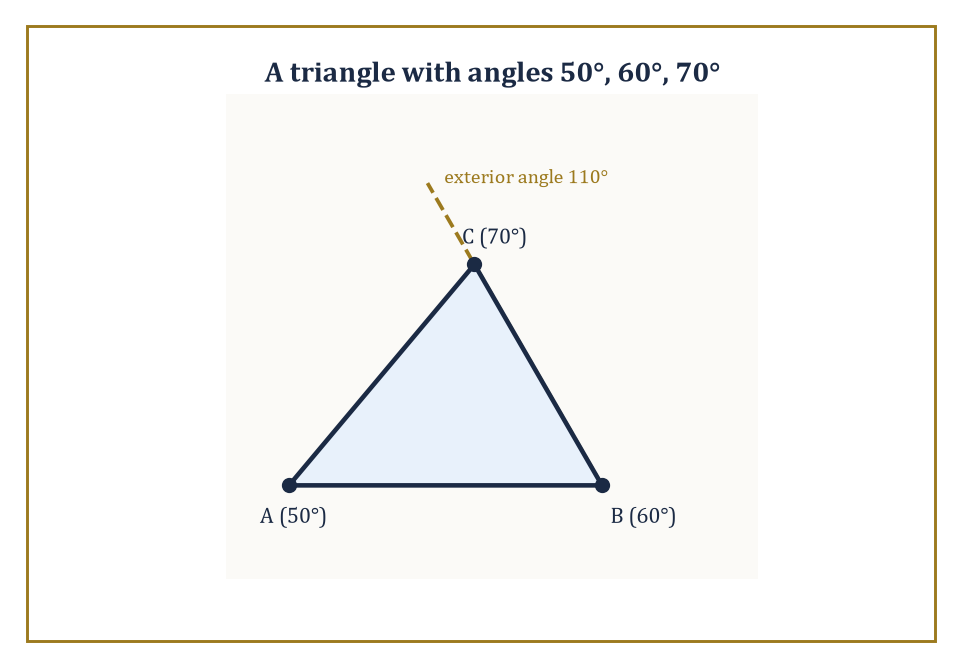 A triangle with angles 50°, 60°, 70°
exterior angle 110°
C (70°)
A (50°)
B (60°)